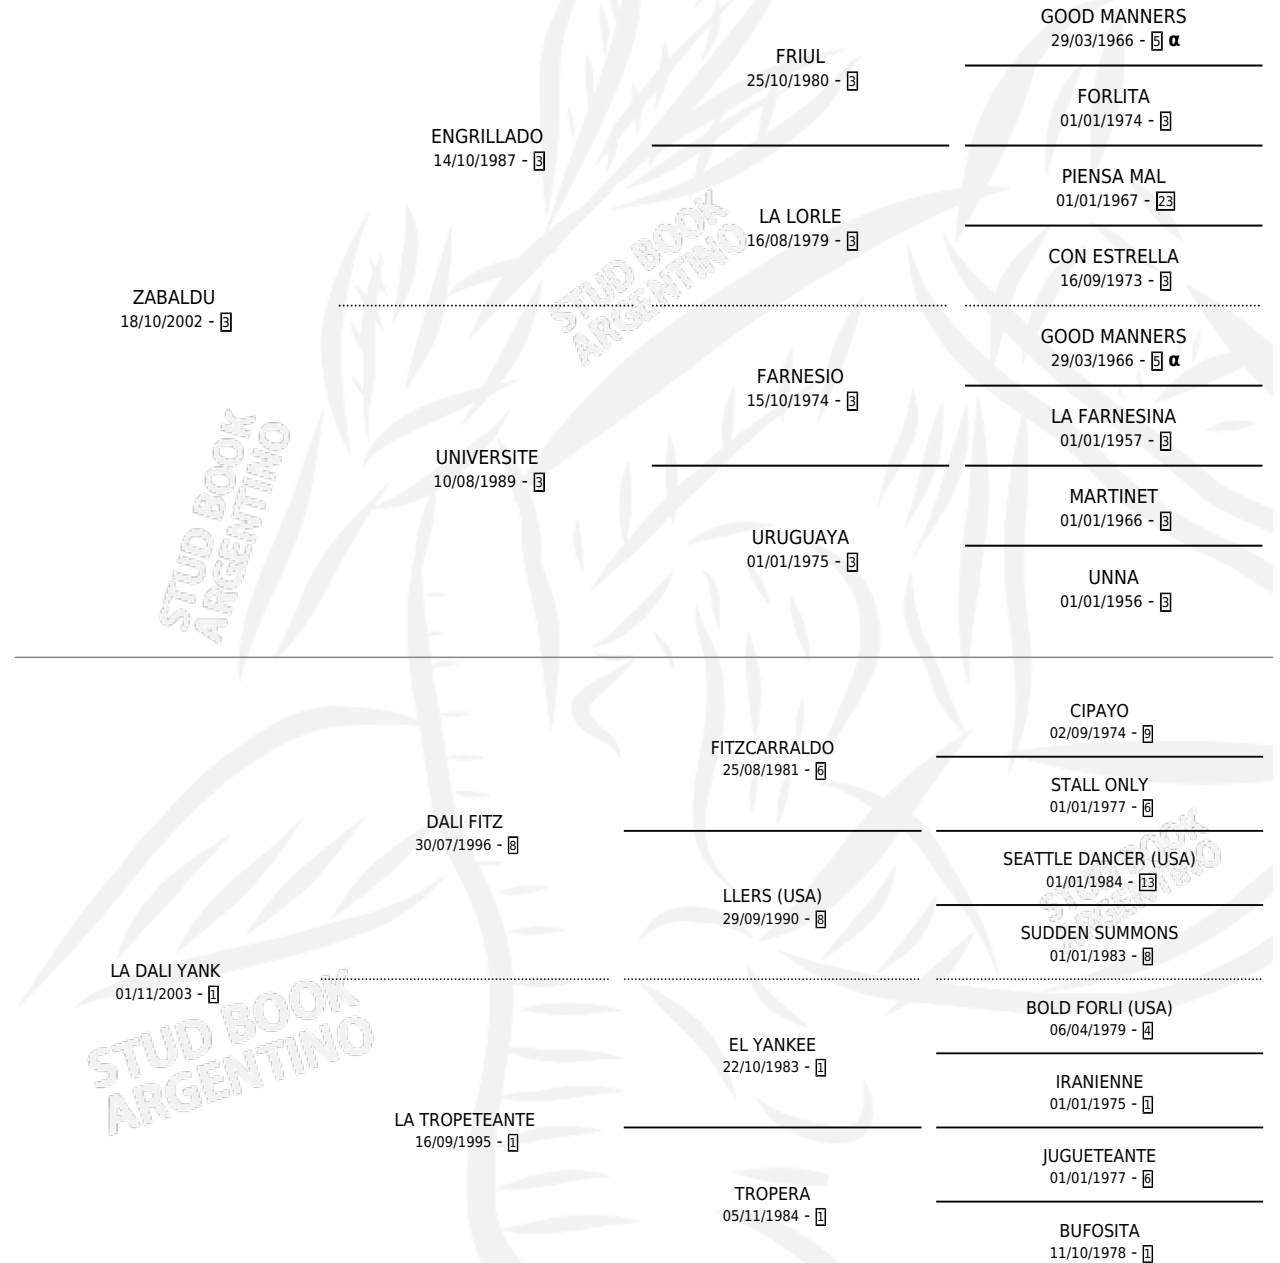 GOOD MANNERS
29/03/1966 - 5 α
FRIUL
25/10/1980 - 3
FORLITA
01/01/1974 - 3
ENGRILLADO
14/10/1987 - 3
PIENSA MAL
01/01/1967 - 23
LA LORLE
16/08/1979 - 3
CON ESTRELLA
16/09/1973 - 3
ZABALDU
18/10/2002 - 3
STUD BOOK
ARGENTINO
GOOD MANNERS
29/03/1966 - 5 α
FARNESIO
15/10/1974 - 3
LA FARNESINA
01/01/1957 - 3
UNIVERSITE
10/08/1989 - 3
MARTINET
01/01/1966 - 3
URUGUAYA
01/01/1975 - 3
UNNA
01/01/1956 - 3
STUD BOOK
ARGENTINO
CIPAYO
02/09/1974 - 9
FITZCARRALDO
25/08/1981 - 6
STALL ONLY
01/01/1977 - 6
DALI FITZ
30/07/1996 - 8
SEATTLE DANCER (USA)
01/01/1984 - 13
LLERS (USA)
29/09/1990 - 8
SUDDEN SUMMONS
01/01/1983 - 8
STUD BOOK
ARGENTINO
LA DALI YANK
01/11/2003 - 1
STUD BOOK
ARGENTINO
BOLD FORLI (USA)
06/04/1979 - 4
EL YANKEE
22/10/1983 - 1
IRANIENNE
01/01/1975 - 1
LA TROPETEANTE
16/09/1995 - 1
JUGUETEANTE
01/01/1977 - 6
TROPERA
05/11/1984 - 1
BUFOSITA
11/10/1978 - 1